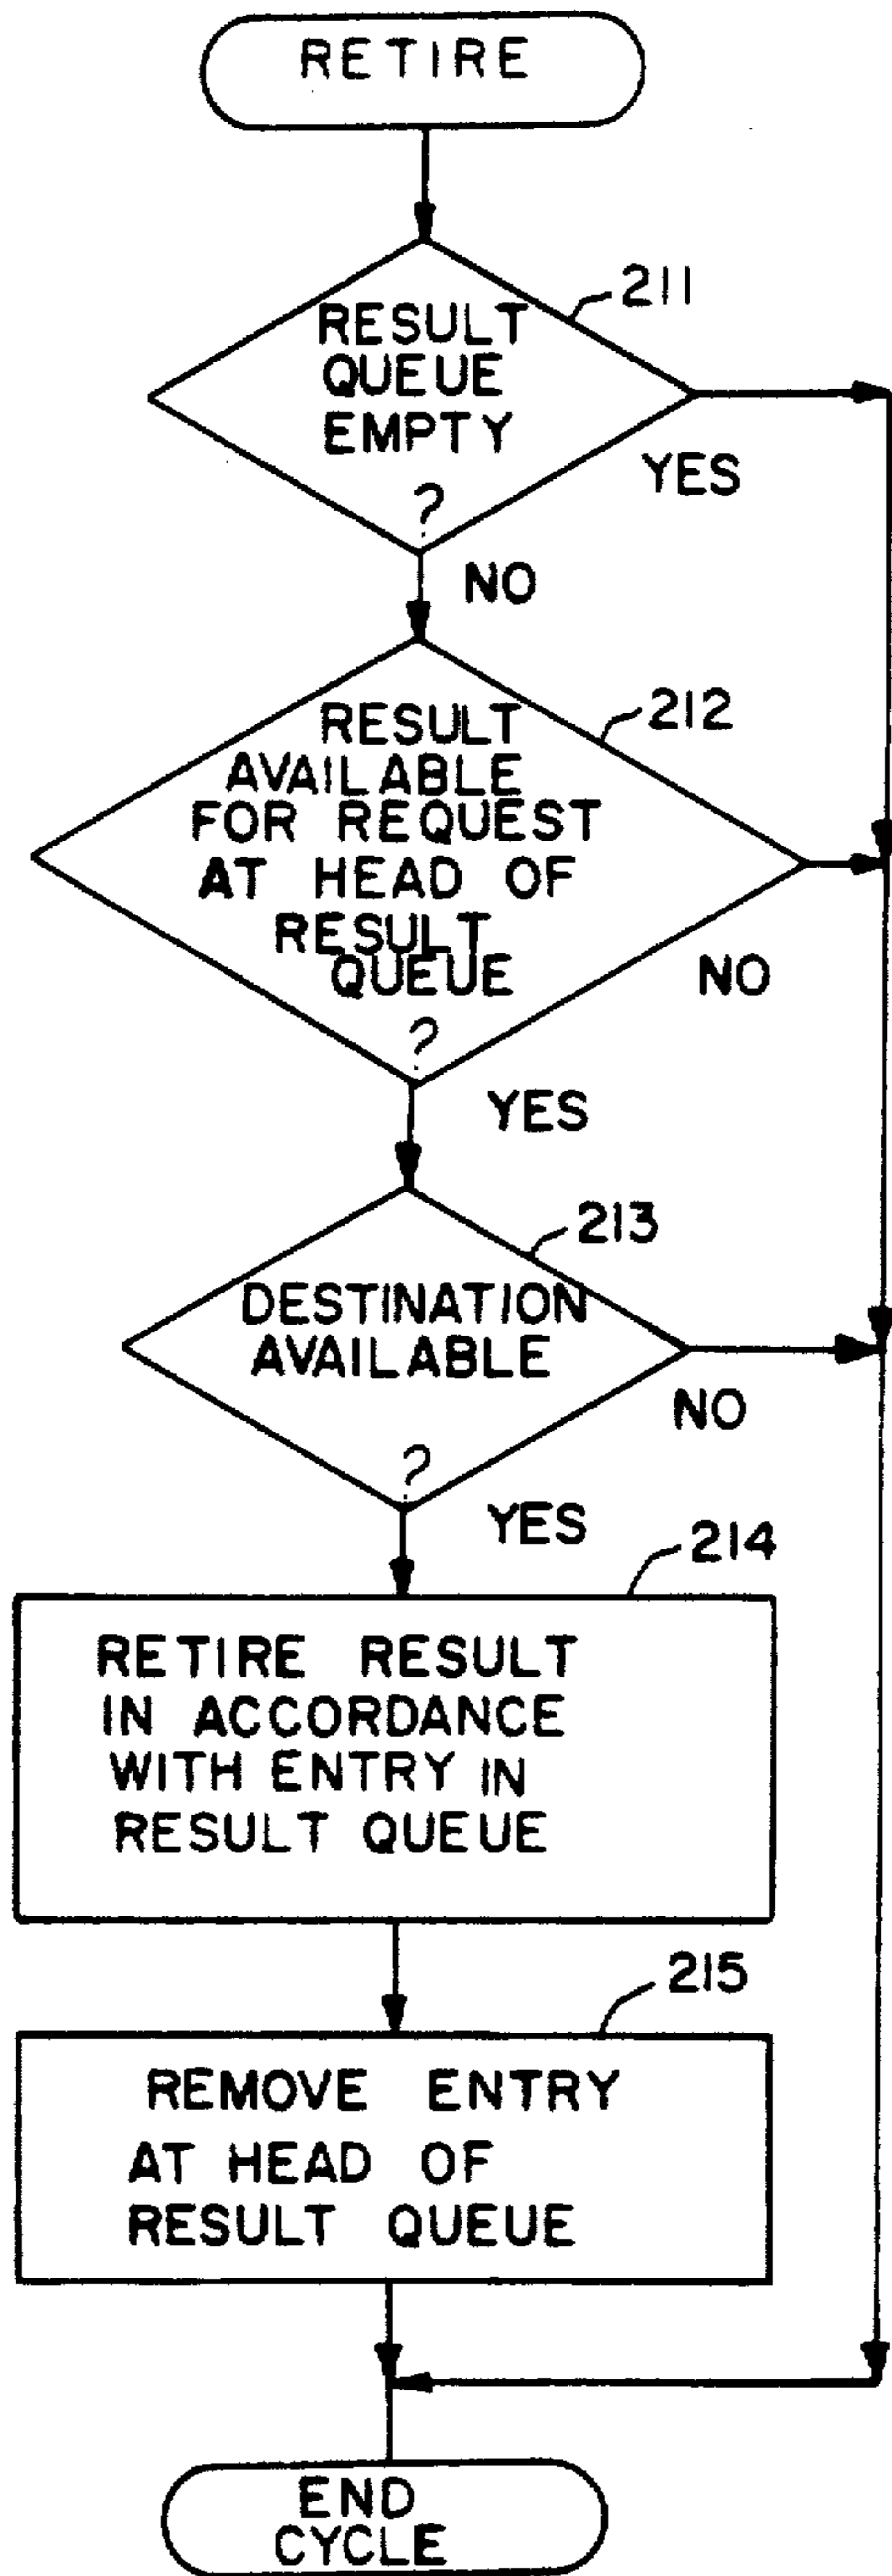 RETIRE
211
RESULT
QUEUE
EMPTY
?
YES
NO
212
RESULT
AVAILABLE
FOR REQUEST
AT HEAD OF
RESULT
QUEUE
?
NO
YES
213
DESTINATION
AVAILABLE
?
NO
YES
214
RETIRE RESULT
IN ACCORDANCE
WITH ENTRY IN
RESULT QUEUE
215
REMOVE ENTRY
AT HEAD OF
RESULT QUEUE
END
CYCLE